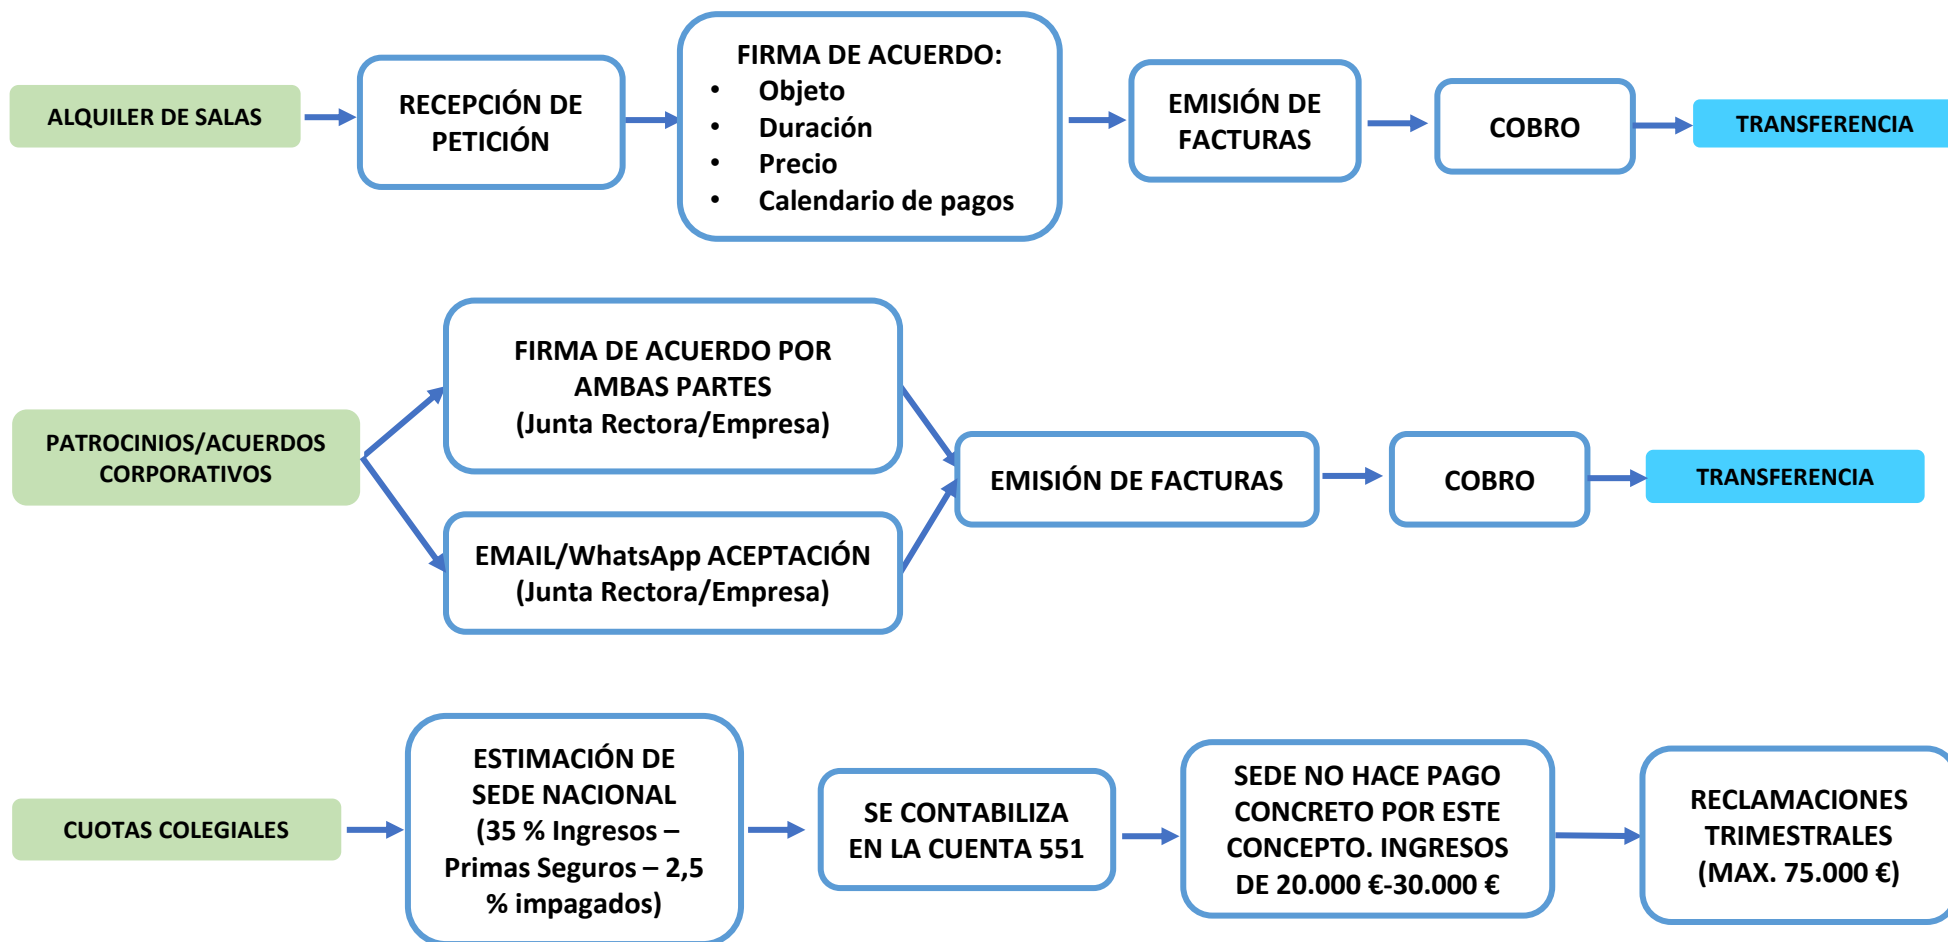 ALQUILER DE SALAS
RECEPCIÓN DE
PETICIÓN
FIRMA DE ACUERDO:
• Objeto
• Duración
• Precio
• Calendario de pagos
EMISIÓN DE
FACTURAS
COBRO
TRANSFERENCIA
PATROCINIOS/ACUERDOS
CORPORATIVOS
FIRMA DE ACUERDO POR
AMBAS PARTES
(Junta Rectora/Empresa)
EMAIL/WhatsApp ACEPTACIÓN
(Junta Rectora/Empresa)
EMISIÓN DE FACTURAS
COBRO
TRANSFERENCIA
CUOTAS COLEGIALES
ESTIMACIÓN DE
SEDE NACIONAL
(35 % Ingresos –
Primas Seguros – 2,5
% impagados)
SE CONTABILIZA
EN LA CUENTA 551
SEDE NO HACE PAGO
CONCRETO POR ESTE
CONCEPTO. INGRESOS
DE 20.000 €-30.000 €
RECLAMACIONES
TRIMESTRALES
(MAX. 75.000 €)